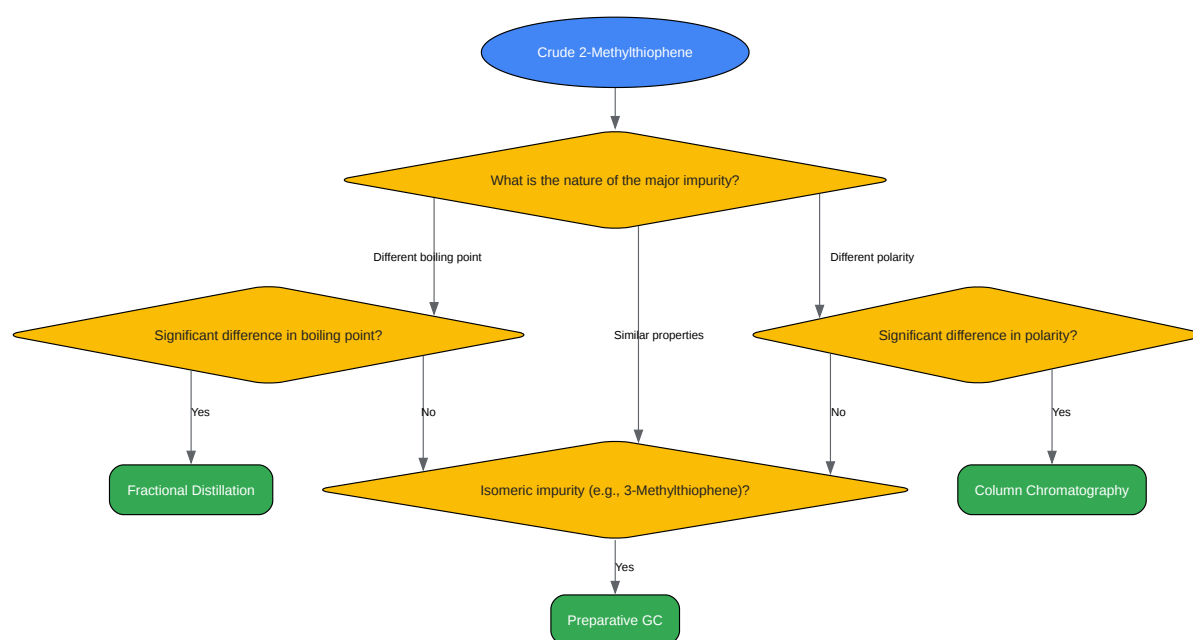 Crude 2-Methylthiophene
What is the nature of the major impurity?
Different boiling point
Different polarity
Significant difference in boiling point?
Similar properties
Significant difference in polarity?
Yes
No
No
Yes
Fractional Distillation
Isomeric impurity (e.g., 3-Methylthiophene)?
Column Chromatography
Yes
Preparative GC